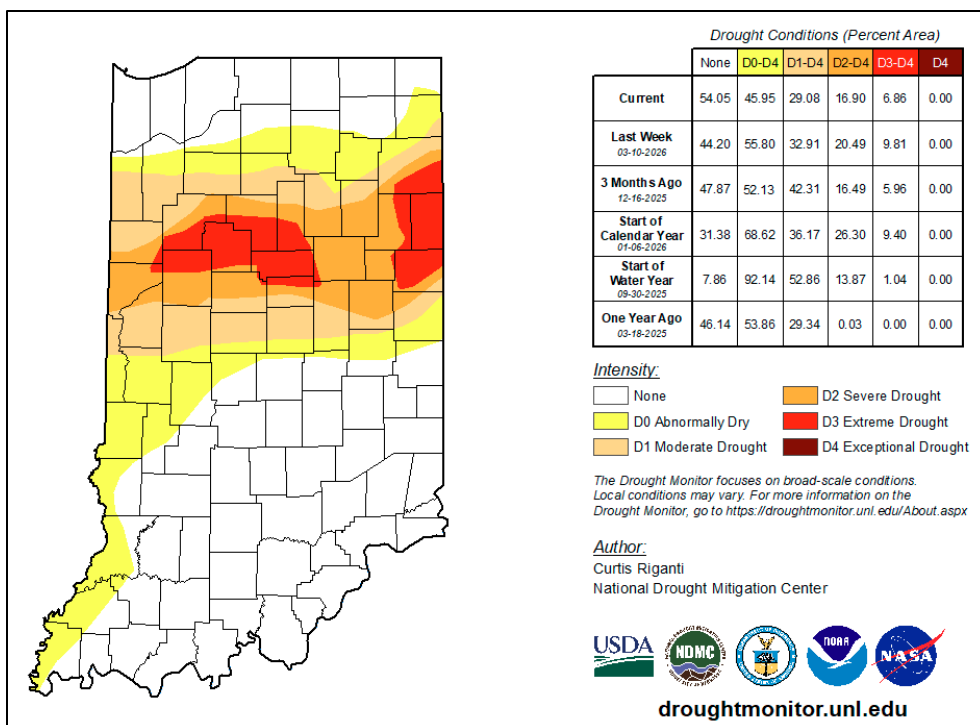 Drought Conditions (Percent Area)
None D0-D4 D1-D4 D2-D4 D3-D4 D4
Current 54.05 45.95 29.08 16.90 6.86 0.00
Last Week
03-10-2026 44.20 55.80 32.91 20.49 9.81 0.00
3 Months Ago
12-16-2025 47.87 52.13 42.31 16.49 5.96 0.00
Start of
Calendar Year
01-06-2026 31.38 68.62 36.17 26.30 9.40 0.00
Start of
Water Year
09-30-2025 7.86 92.14 52.86 13.87 1.04 0.00
One Year Ago
03-18-2025 46.14 53.86 29.34 0.03 0.00 0.00
Intensity:
None
D0 Abnormally Dry
D1 Moderate Drought
D2 Severe Drought
D3 Extreme Drought
D4 Exceptional Drought
The Drought Monitor focuses on broad-scale conditions.
Local conditions may vary. For more information on the
Drought Monitor, go to https://droughtmonitor.unl.edu/About.aspx
Author:
Curtis Riganti
National Drought Mitigation Center
USDA
NDMC
NOAA
NASA
droughtmonitor.unl.edu